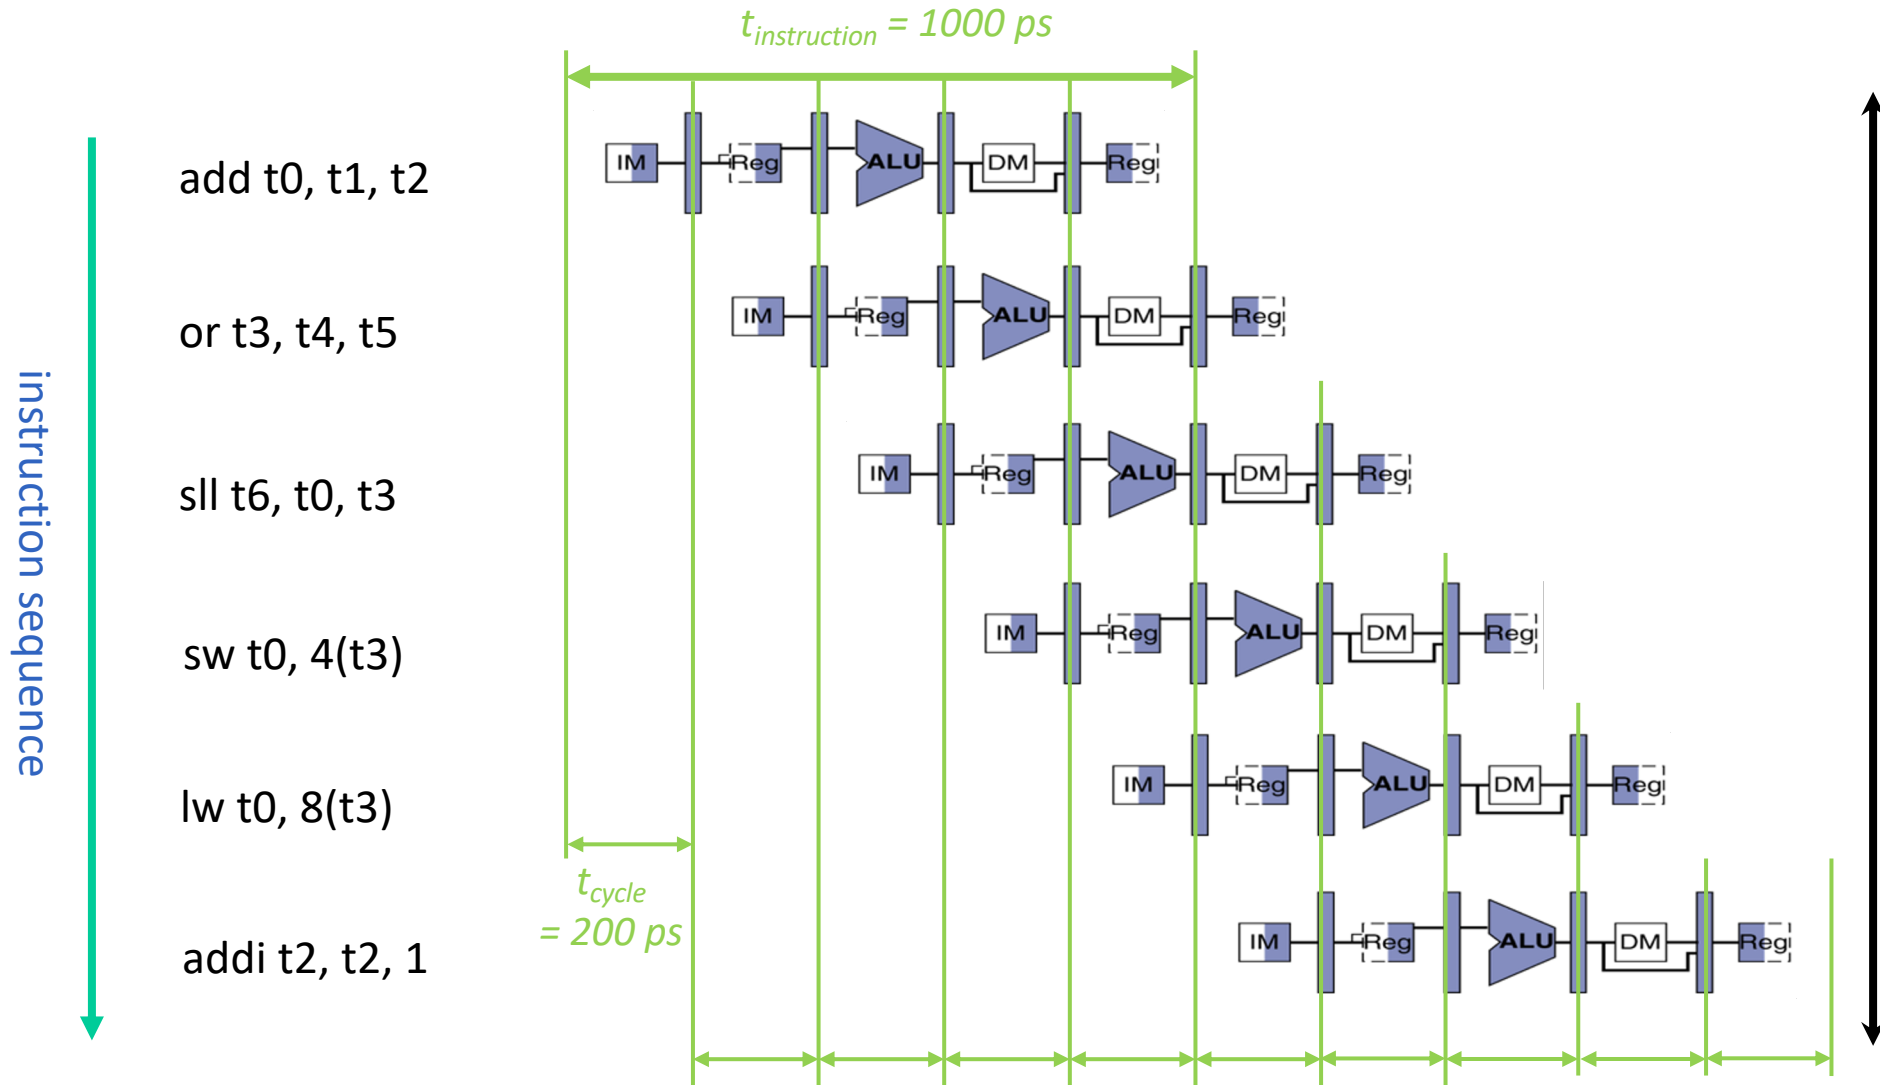 t_instruction = 1000 ps
add t0, t1, t2
IM Reg ALU DM Reg
or t3, t4, t5
IM Reg ALU DM Reg
sll t6, t0, t3
IM Reg ALU DM Reg
instruction sequence
sw t0, 4(t3)
IM Reg ALU DM Reg
lw t0, 8(t3)
IM Reg ALU DM Reg
t_cycle
= 200 ps
addi t2, t2, 1
IM Reg ALU DM Reg